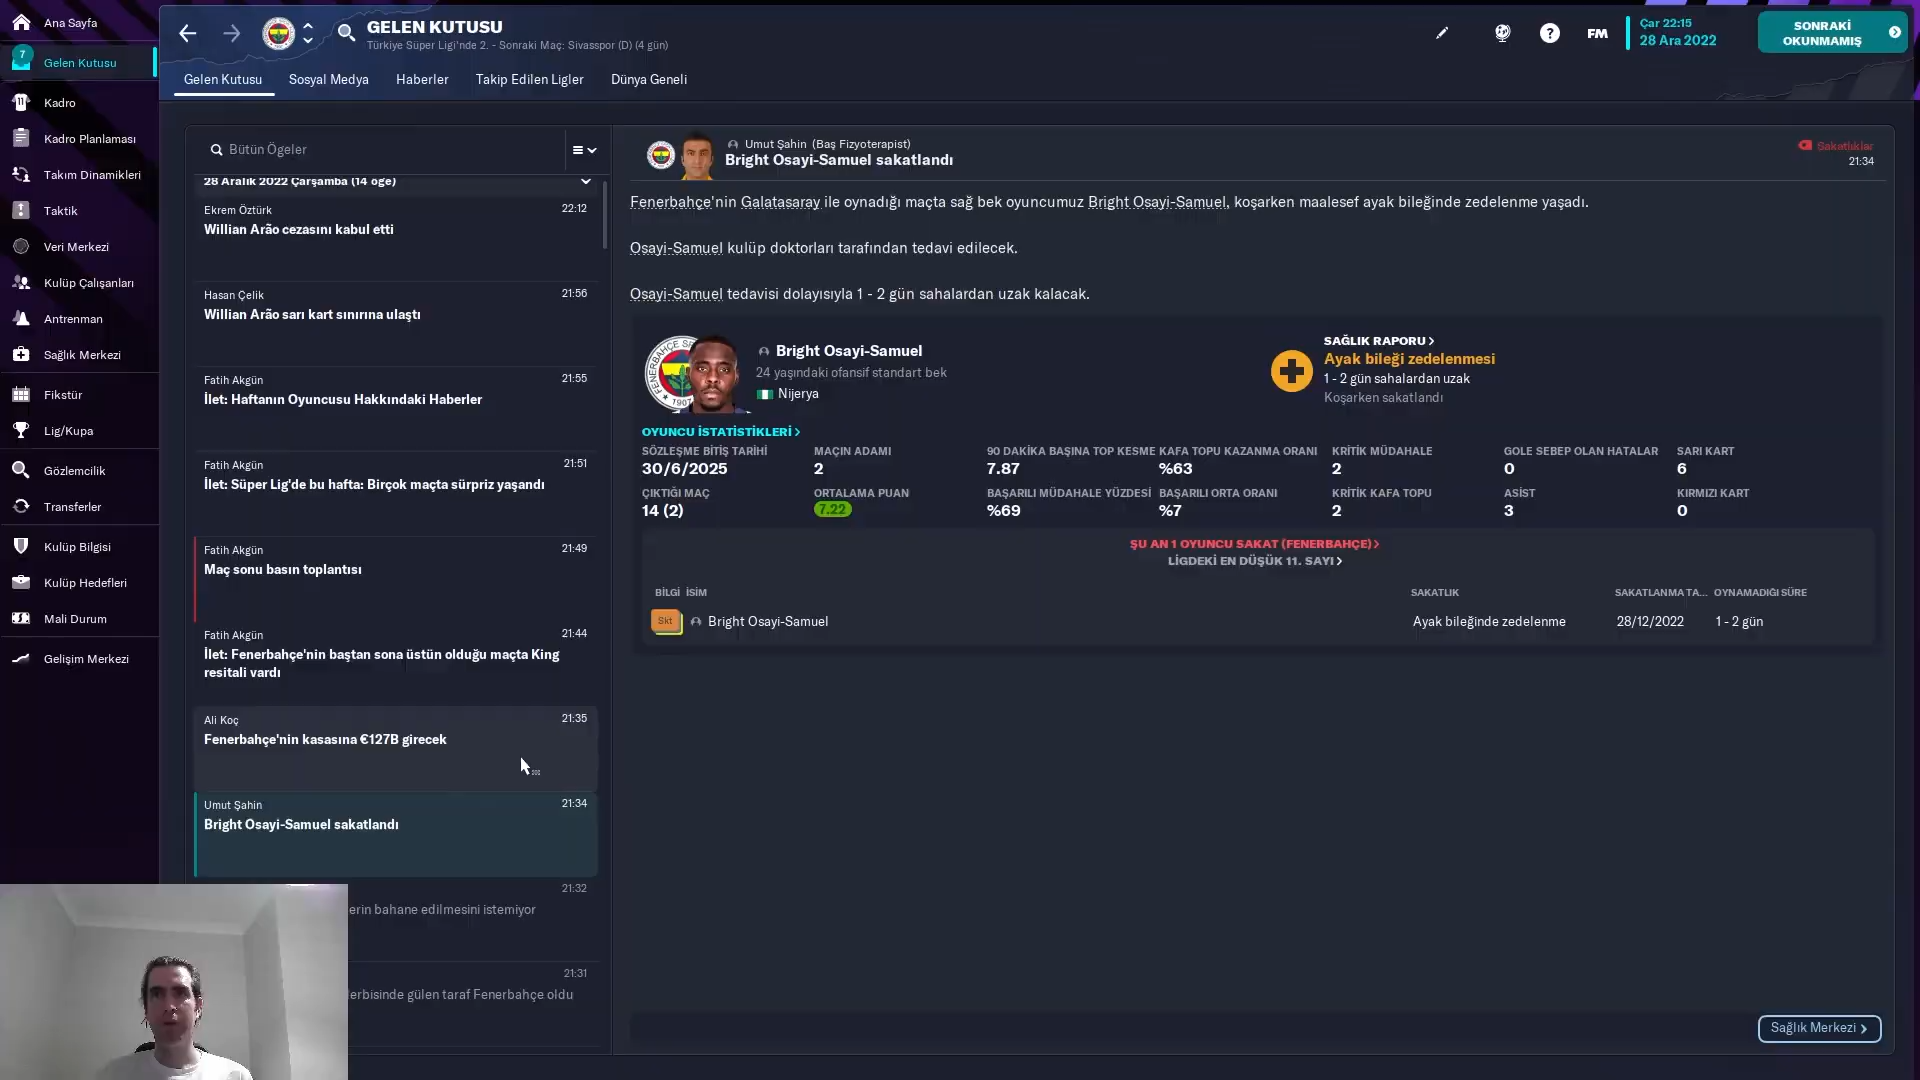 Ana Sayfa
7
Gelen Kutusu
Kadro
Kadro Planlaması
Takım Dinamikleri
Taktik
Veri Merkezi
Kulüp Çalışanları
Antrenman
Sağlık Merkezi
Fikstür
Lig/Kupa
Gözlemcilik
Transferler
Kulüp Bilgisi
Kulüp Hedefleri
Mali Durum
Gelişim Merkezi
GELEN KUTUSU
Türkiye Süper Ligi'nde 2. - Sonraki Maç: Sivasspor (D) (4 gün)
FM
Çar 22:15
28 Ara 2022
SONRAKİ
OKUNMAMIŞ
Gelen Kutusu
Sosyal Medya
Haberler
Takip Edilen Ligler
Dünya Geneli
Bütün Ögeler
28 Aralık 2022 Çarşamba (14 öge)
Ekrem Öztürk 22:12
Willian Arão cezasını kabul etti
Hasan Çelik 21:56
Willian Arão sarı kart sınırına ulaştı
Fatih Akgün 21:55
İlet: Haftanın Oyuncusu Hakkındaki Haberler
Fatih Akgün 21:51
İlet: Süper Lig'de bu hafta: Birçok maçta sürpriz yaşandı
Fatih Akgün 21:49
Maç sonu basın toplantısı
Fatih Akgün 21:44
İlet: Fenerbahçe'nin baştan sona üstün olduğu maçta King
resitali vardı
Ali Koç 21:35
Fenerbahçe'nin kasasına €127B girecek
Umut Şahin 21:34
Bright Osayi-Samuel sakatlandı
21:32
erin bahane edilmesini istemiyor
21:31
erbisinde gülen taraf Fenerbahçe oldu
Umut Şahin (Baş Fizyoterapist)
Bright Osayi-Samuel sakatlandı
Sakatlıklar
21:34
Fenerbahçe'nin Galatasaray ile oynadığı maçta sağ bek oyuncumuz Bright Osayi-Samuel, koşarken maalesef ayak bileğinde zedelenme yaşadı.
Osayi-Samuel kulüp doktorları tarafından tedavi edilecek.
Osayi-Samuel tedavisi dolayısıyla 1 - 2 gün sahalardan uzak kalacak.
Bright Osayi-Samuel
24 yaşındaki ofansif standart bek
Nijerya
SAĞLIK RAPORU
Ayak bileği zedelenmesi
1 - 2 gün sahalardan uzak
Koşarken sakatlandı
OYUNCU İSTATİSTİKLERİ
SÖZLEŞME BİTİŞ TARİHİ MAÇIN ADAMI 90 DAKİKA BAŞINA TOP KESME KAFA TOPU KAZANMA ORANI KRİTİK MÜDAHALE GOLE SEBEP OLAN HATALAR SARI KART
30/6/2025 2 7.87 %63 2 0 6
ÇIKTIĞI MAÇ ORTALAMA PUAN BAŞARILI MÜDAHALE YÜZDESİ BAŞARILI ORTA ORANI KRİTİK KAFA TOPU ASİST KIRMIZI KART
14 (2) 7.22 %69 %7 2 3 0
ŞU AN 1 OYUNCU SAKAT (FENERBAHÇE)
LİGDEKİ EN DÜŞÜK 11. SAYI
BİLGİ İSİM SAKATLIK SAKATLANMA TA... OYNAMADIĞI SÜRE
Skt Bright Osayi-Samuel Ayak bileğinde zedelenme 28/12/2022 1 - 2 gün
Sağlık Merkezi